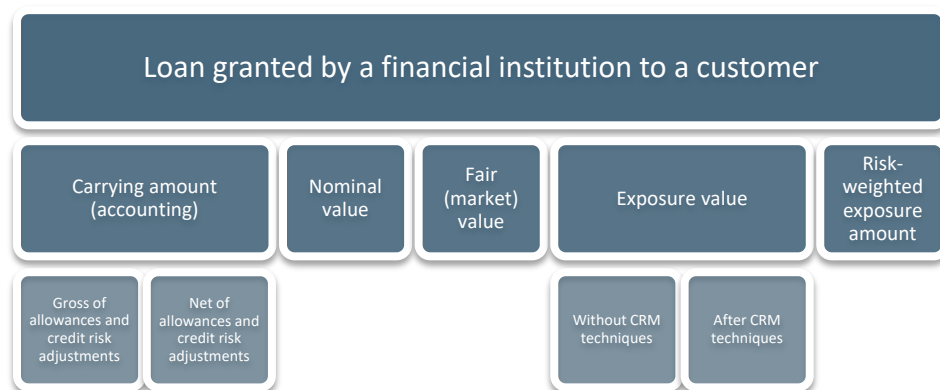 Loan granted by a financial institution to a customer
Carrying amount
(accounting)
Nominal
value
Fair
(market)
value
Exposure value
Risk-
weighted
exposure
amount
Gross of
allowances and
credit risk
adjustments
Net of
allowances and
credit risk
adjustments
Without CRM
techniques
After CRM
techniques